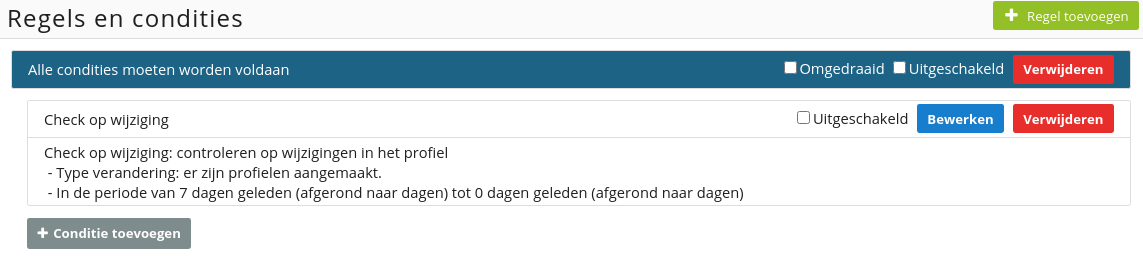 Regels en condities
Regel toevoegen
Alle condities moeten worden voldaan
Omgedraaid Uitgeschakeld Verwijderen
Check op wijziging
Uitgeschakeld Bewerken Verwijderen
Check op wijziging: controleren op wijzigingen in het profiel
- Type verandering: er zijn profielen aangemaakt.
- In de periode van 7 dagen geleden (afgerond naar dagen) tot 0 dagen geleden (afgerond naar dagen)
Conditie toevoegen